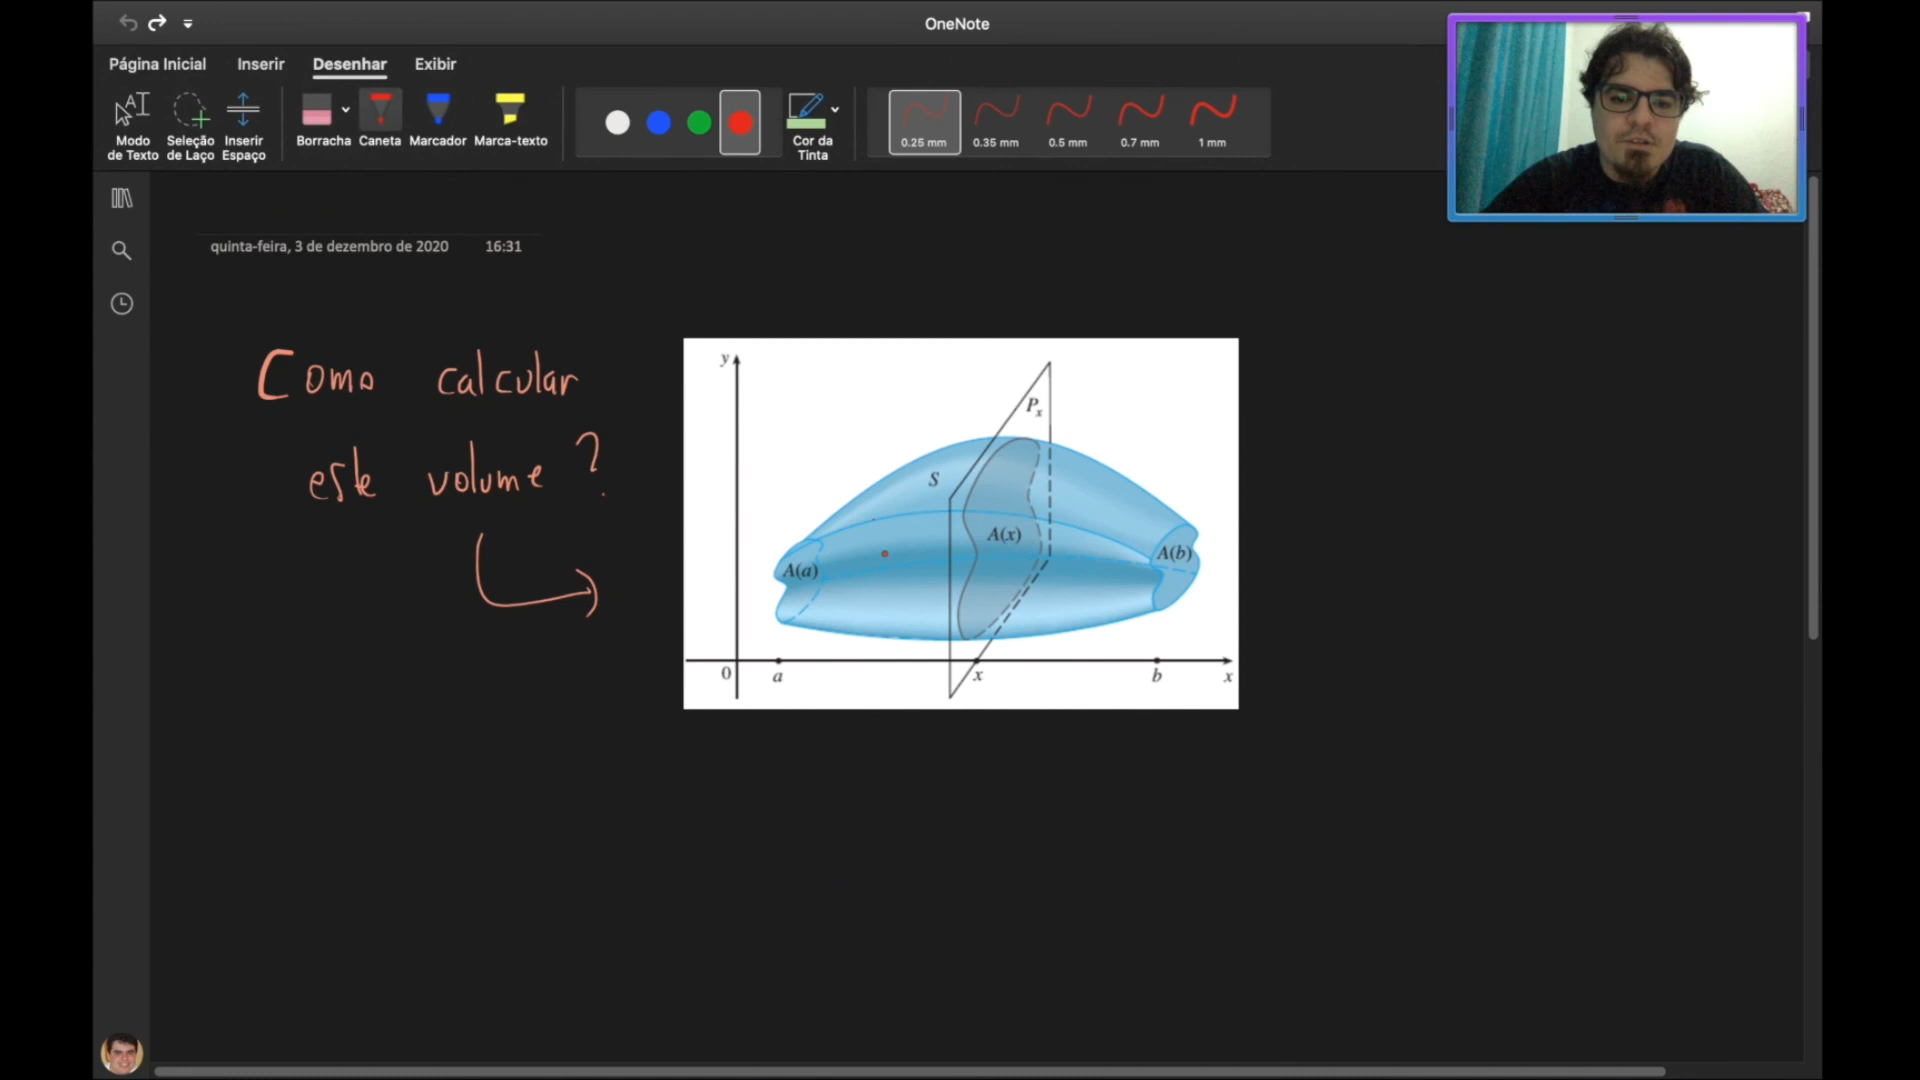 OneNote
Página Inicial Inserir Desenhar Exibir
Modo de Texto
Seleção de Laço
Inserir Espaço
Borracha
Caneta
Marcador
Marca-texto
Cor da Tinta
0.25 mm
0.35 mm
0.5 mm
0.7 mm
1 mm
quinta-feira, 3 de dezembro de 2020 16:31
Como calcular
este volume?
y
Px
S
A(x)
A(b)
A(a)
0 a x b x